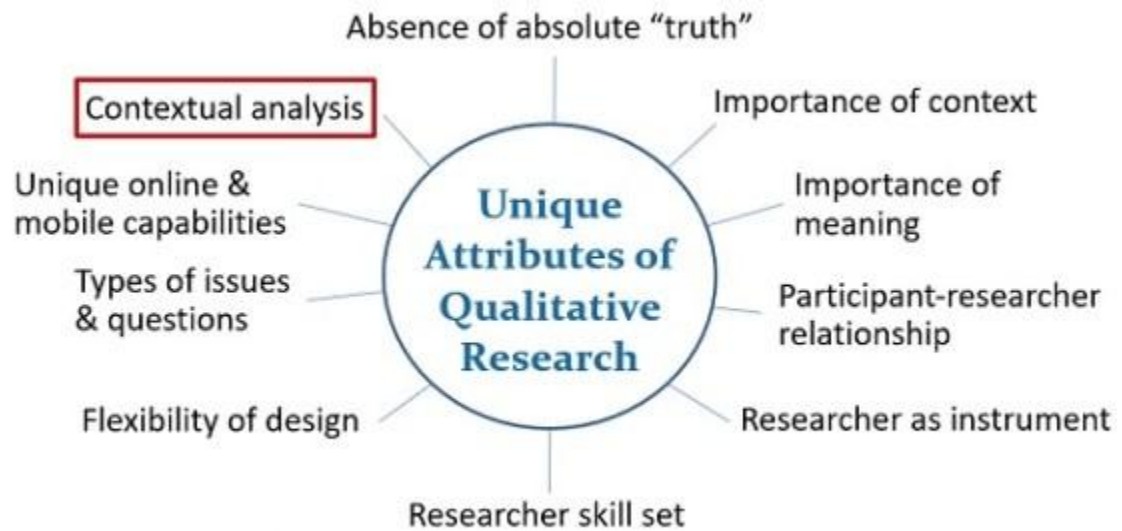 Absence of absolute “truth”
Contextual analysis
Importance of context
Unique online &
mobile capabilities
Importance of
meaning
Unique
Attributes of
Qualitative
Research
Types of issues
& questions
Participant-researcher
relationship
Flexibility of design
Researcher as instrument
Researcher skill set